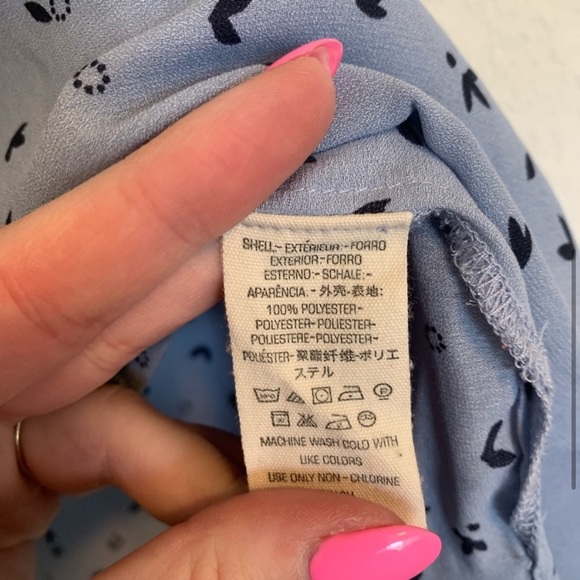 SHELL:- EXTÉRIEUR:-FORRO
EXTERIOR:-FORRO
ESTERNO:- SCHALE:-
APARÊNCIA.- 外壳-表地:
100% POLYESTER-
POLYESTER-POLIESTER-
POLIESTERE-POLYESTER-
POLIÉSTER-聚酯纤维-ポリエ
ステル
MACHINE WASH COLD WITH
LIKE COLORS
USE ONLY NON-CHLORINE